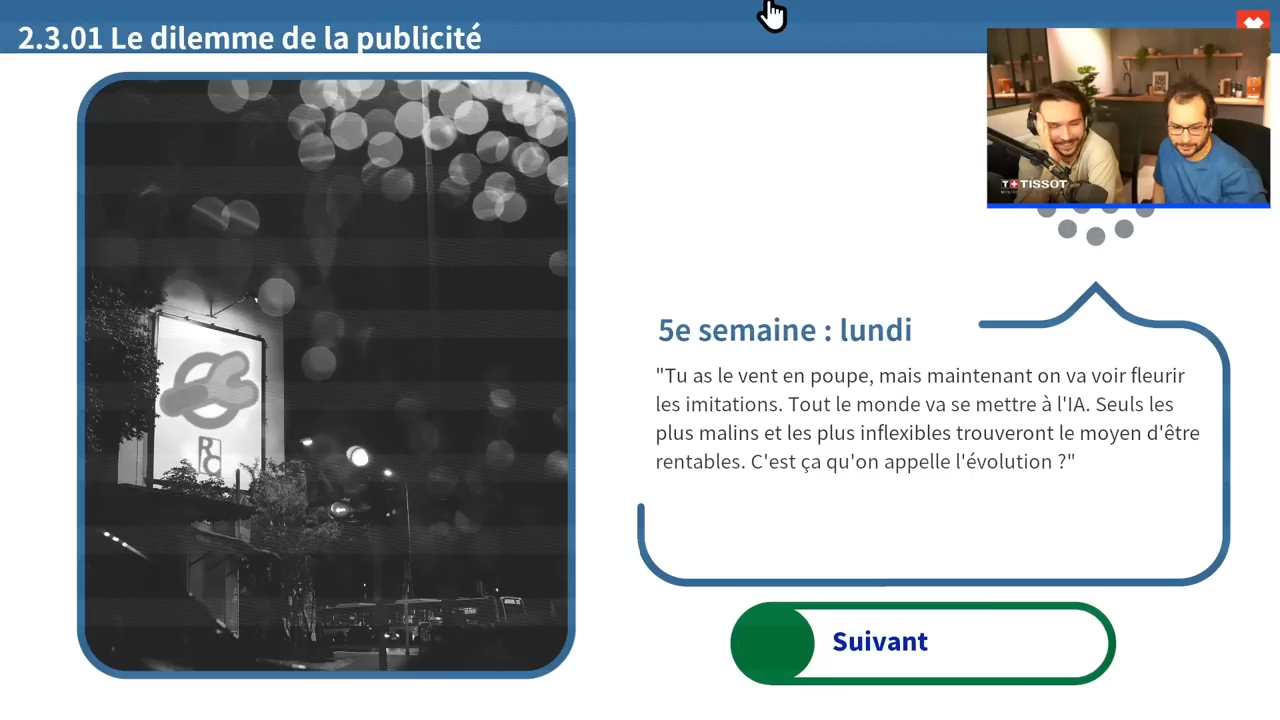 2.3.01 Le dilemme de la publicité
TISSOT
5e semaine : lundi
"Tu as le vent en poupe, mais maintenant on va voir fleurir
les imitations. Tout le monde va se mettre à l'IA. Seuls les
plus malins et les plus inflexibles trouveront le moyen d'être
rentables. C'est ça qu'on appelle l'évolution ?"
Suivant